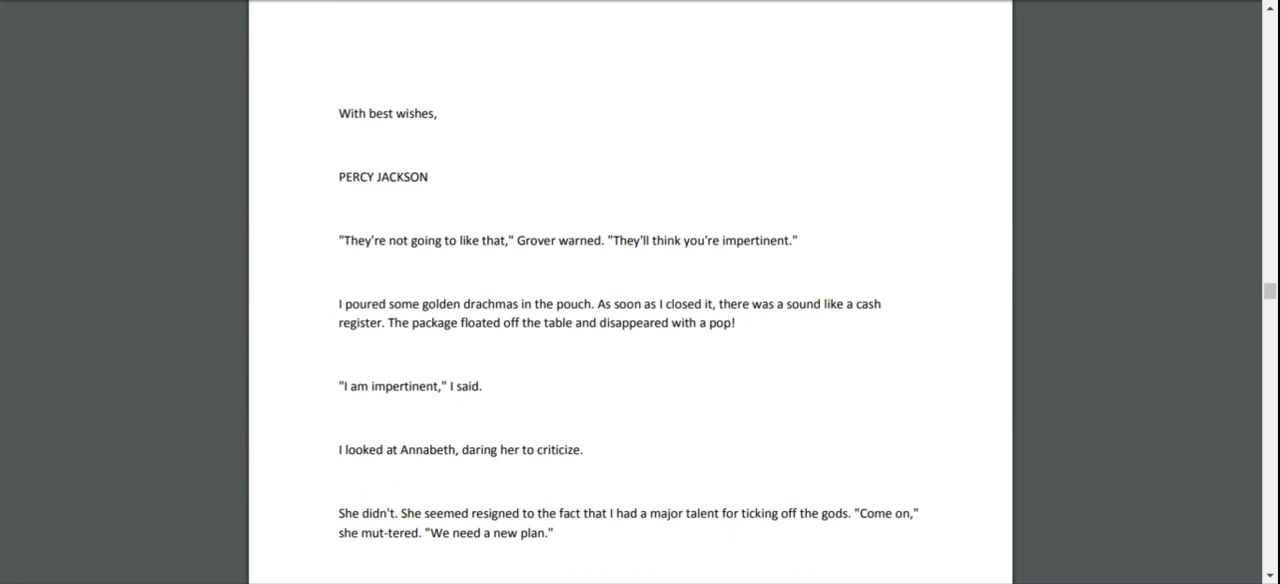 With best wishes,
PERCY JACKSON
"They're not going to like that," Grover warned. "They'll think you're impertinent."
I poured some golden drachmas in the pouch. As soon as I closed it, there was a sound like a cash
register. The package floated off the table and disappeared with a pop!
"I am impertinent," I said.
I looked at Annabeth, daring her to criticize.
She didn't. She seemed resigned to the fact that I had a major talent for ticking off the gods. "Come on,"
she mut-tered. "We need a new plan."